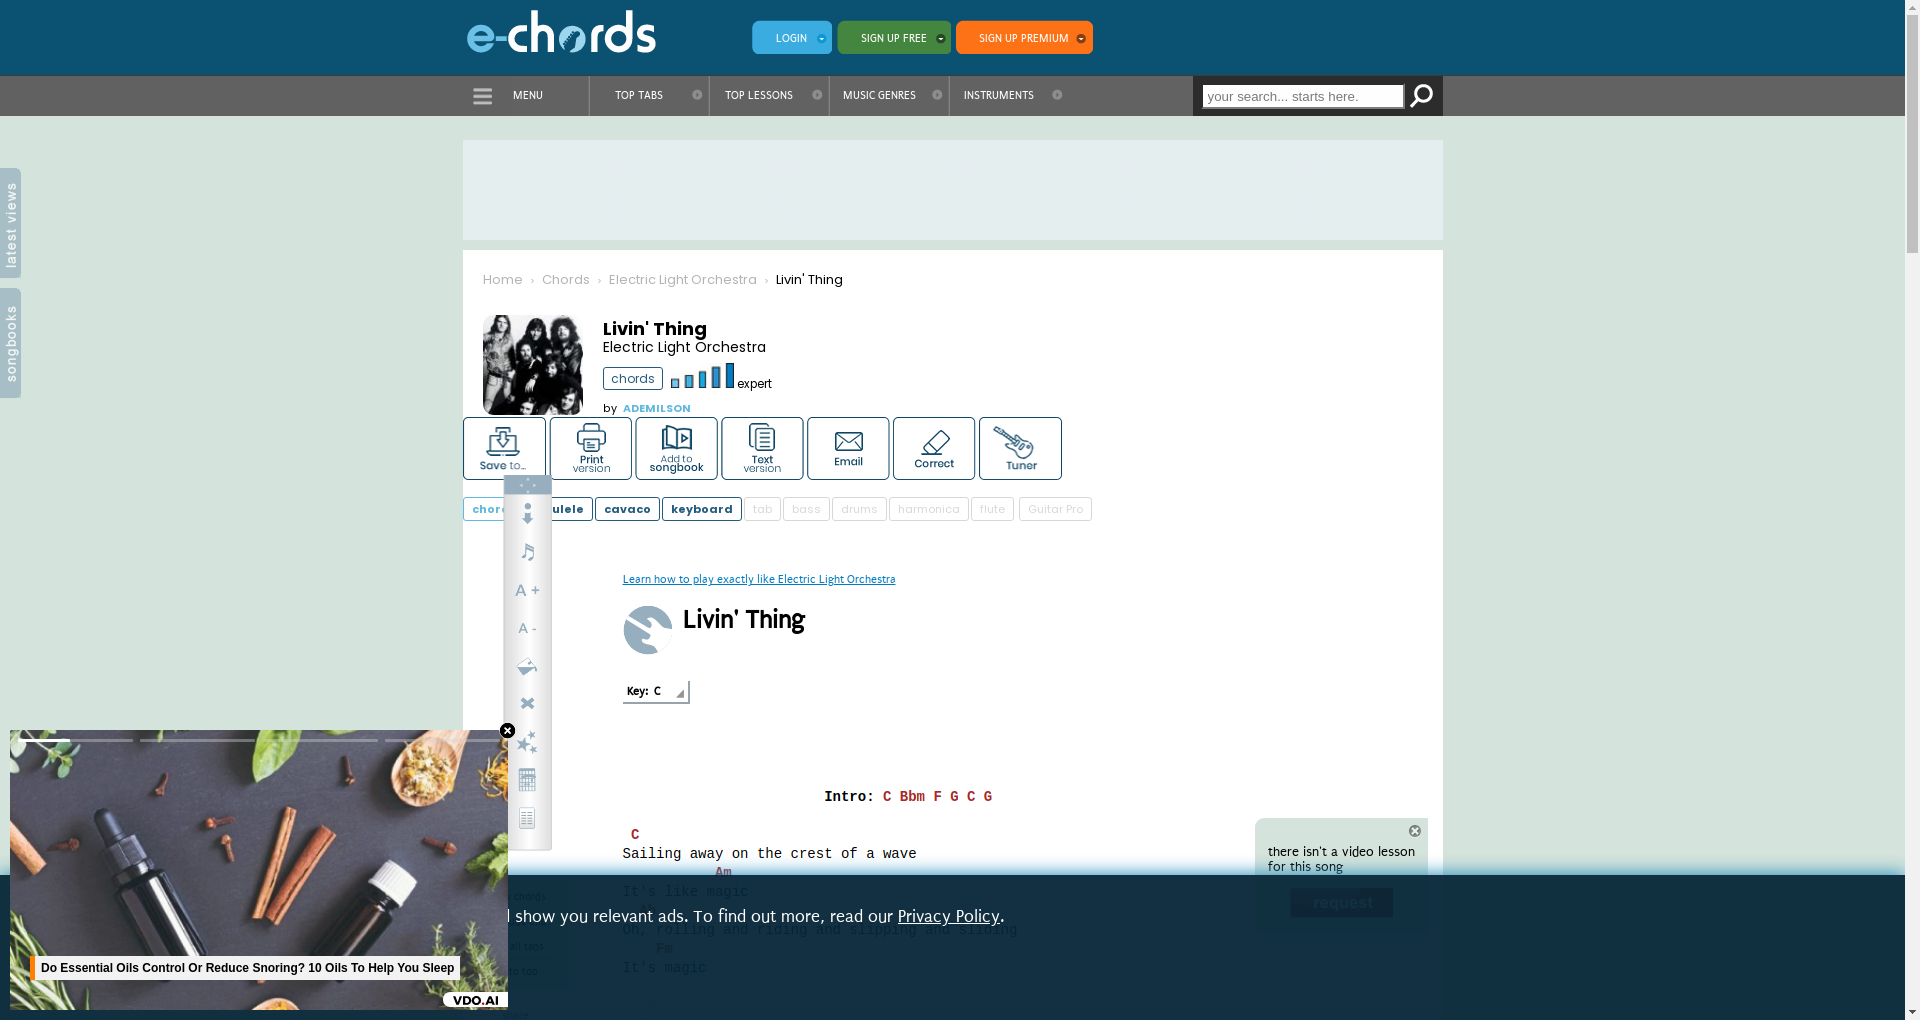 e-chords
LOGIN
SIGN UP FREE
SIGN UP PREMIUM
MENU
TOP TABS
TOP LESSONS
MUSIC GENRES
INSTRUMENTS
your search... starts here.
latest views
songbooks
Home › Chords › Electric Light Orchestra › Livin' Thing
Livin' Thing
Electric Light Orchestra
chords
expert
by ADEMILSON
Save to...
Print version
Add to songbook
Text version
Email
Correct
Tuner
keyboard
cavaco
tab
bass
drums
harmonica
flute
Guitar Pro
Learn how to play exactly like Electric Light Orchestra
Livin' Thing
Key: C
A +
A -
Intro: C Bbm F G C G
C
Sailing away on the crest of a wave
Am
It's like magic
Oh, rolling and riding and slipping and sliding
Fm
It's magic
there isn't a video lesson
for this song
request
show you relevant ads. To find out more, read our Privacy Policy.
chords
to top
Do Essential Oils Control Or Reduce Snoring? 10 Oils To Help You Sleep
VDO.AI